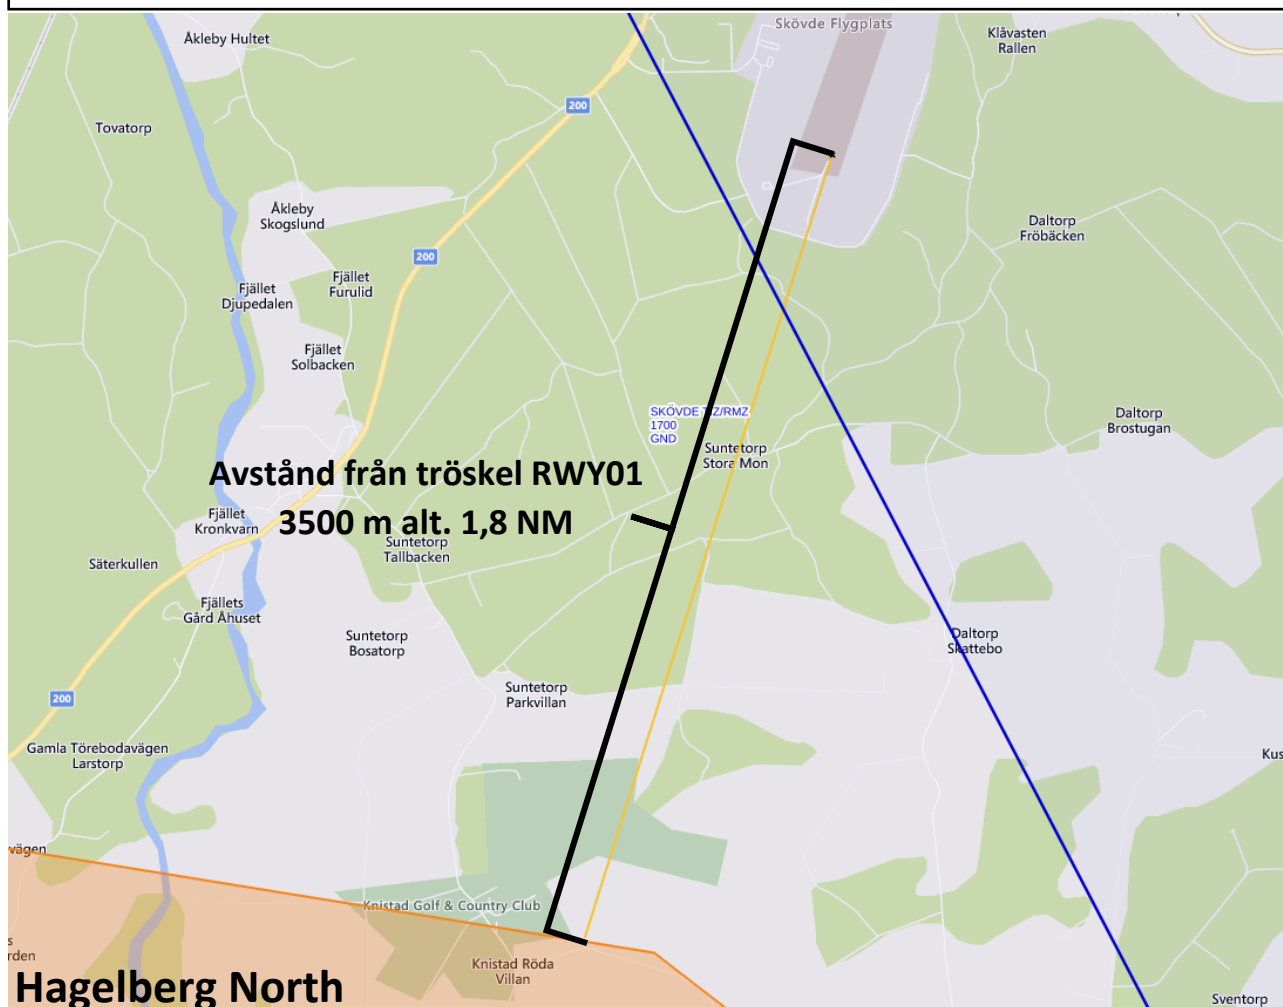 Skövde Flygplats
Åkleby Hultet
Klåvasten
Rallen
200
Tovatorp
Åkleby
Skogslund
Daltorp
Fröbäcken
200
Fjället
Furulid
Fjället
Djupedalen
Fjället
Solbacken
SKÖVDE TIZ/RMZ
1700
GND
Daltorp
Brostugan
Suntetorp
Stora Mon
Avstånd från tröskel RWY01
3500 m alt. 1,8 NM
Fjället
Kronkvarn
Suntetorp
Tallbacken
Säterkullen
Fjällets
Gård Åhuset
Suntetorp
Bosatorp
Daltorp
Skattebo
Suntetorp
Parkvillan
200
Gamla Törebodavägen
Larstorp
Kus
vägen
Knistad Golf & Country Club
s
rden
Knistad Röda
Villan
Hagelberg North
Sventorp